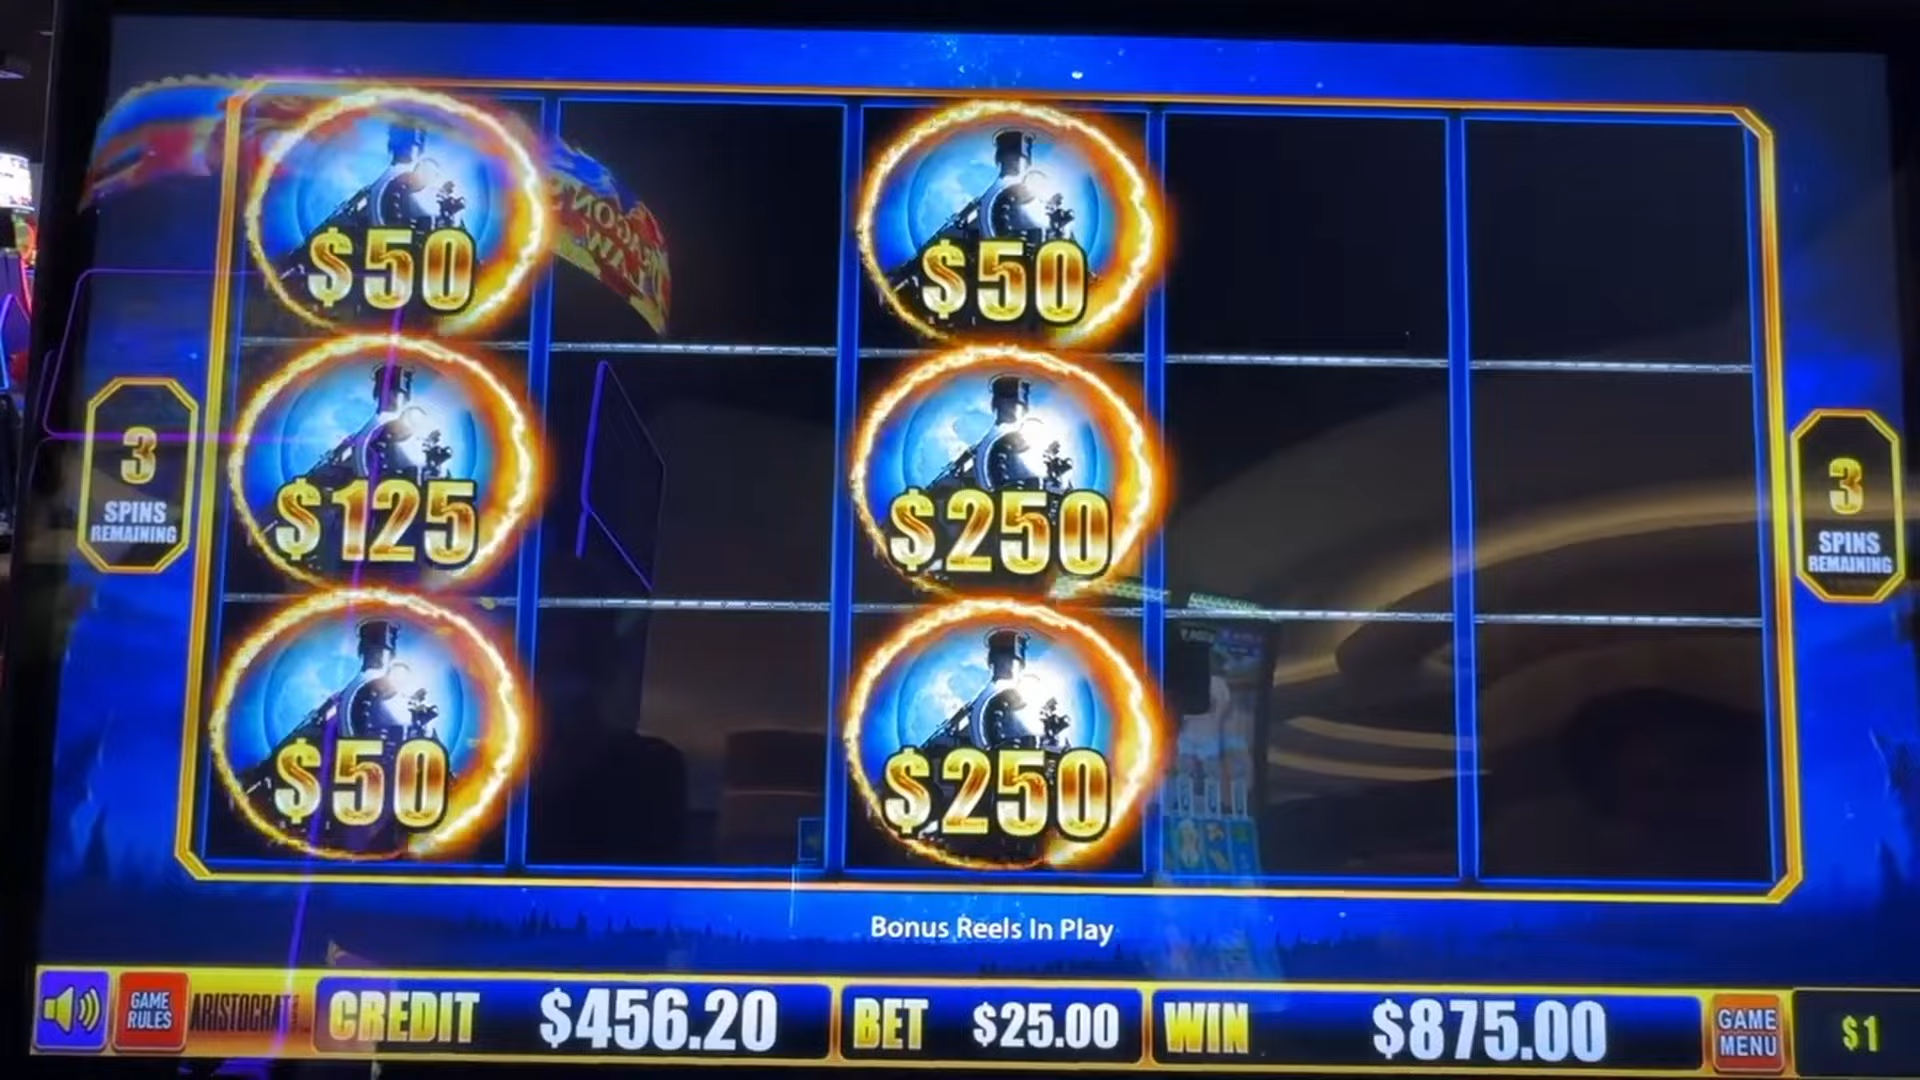 $50
$50
$125
$250
$50
$250
3
SPINS
REMAINING
3
SPINS
REMAINING
Bonus Reels In Play
GAME
RULES
ARISTOCRAT
CREDIT $456.20
BET $25.00
WIN $875.00
GAME
MENU
$1